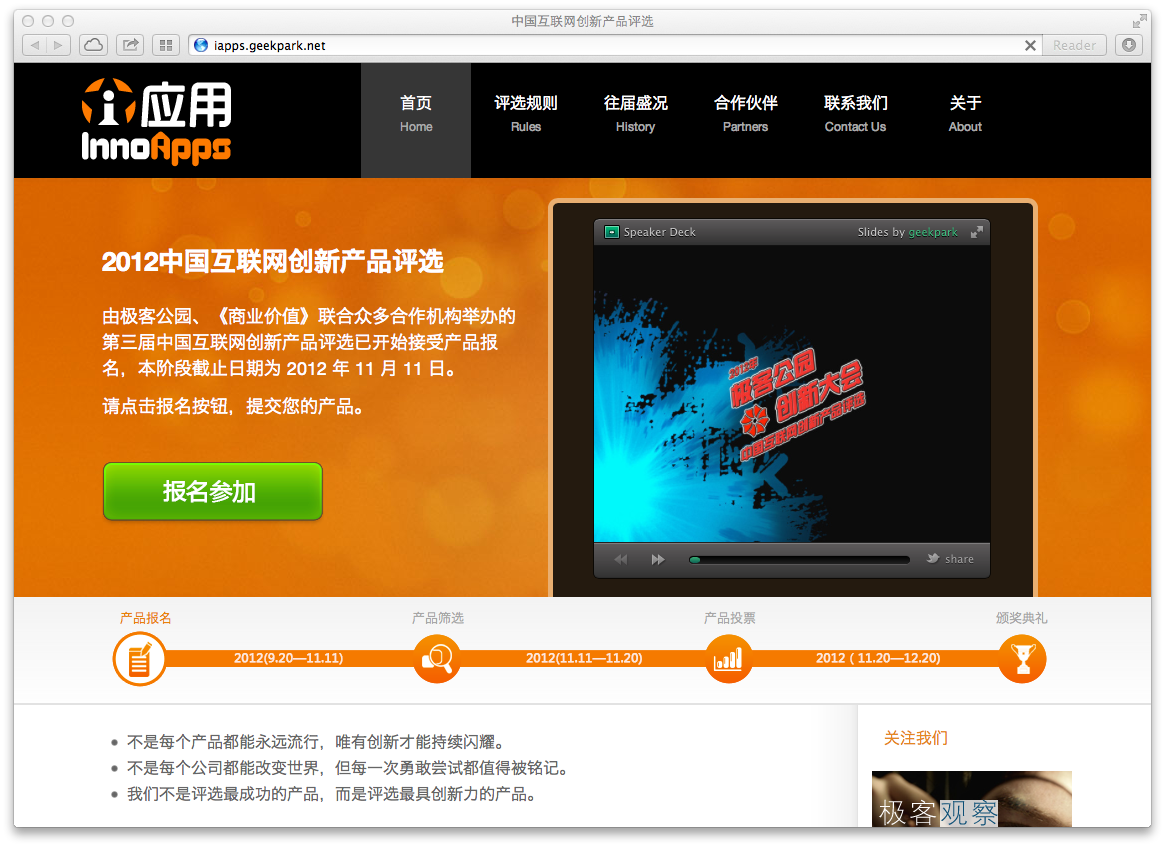 中国互联网创新产品评选
iapps.geekpark.net
Reader
i应用
InnoApps
首页
Home
评选规则
Rules
往届盛况
History
合作伙伴
Partners
联系我们
Contact Us
关于
About
2012中国互联网创新产品评选
由极客公园、《商业价值》联合众多合作机构举办的
第三届中国互联网创新产品评选已开始接受产品报
名，本阶段截止日期为 2012 年 11 月 11 日。
请点击报名按钮，提交您的产品。
报名参加
Speaker Deck
Slides by geekpark
2012年
极客公园
创新大会
中国互联网创新产品评选
share
产品报名
产品筛选
产品投票
颁奖典礼
2012(9.20—11.11)
2012(11.11—11.20)
2012 ( 11.20—12.20)
不是每个产品都能永远流行，唯有创新才能持续闪耀。
不是每个公司都能改变世界，但每一次勇敢尝试都值得被铭记。
我们不是评选最成功的产品，而是评选最具创新力的产品。
关注我们
极客观察